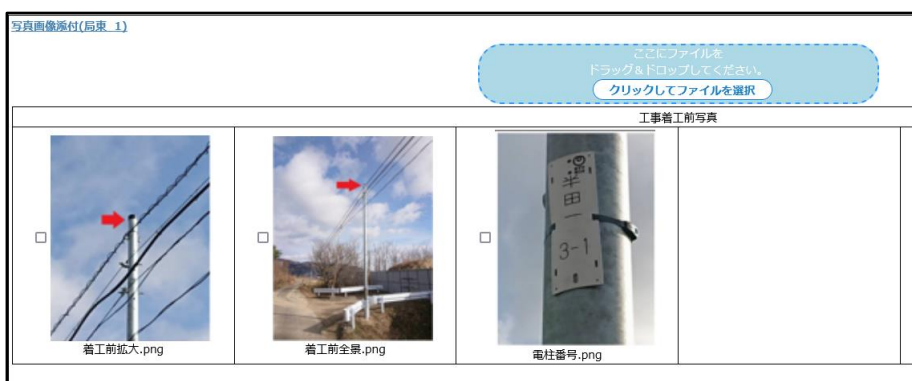 写真画像添付(局東 1)
ここにファイルを
ドラッグ＆ドロップしてください。
クリックしてファイルを選択
工事着工前写真
半田一
3-1
着工前拡大.png
着工前全景.png
電柱番号.png